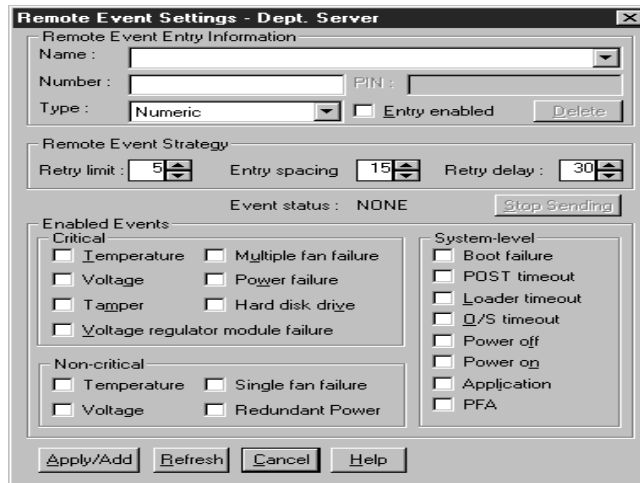 Remote Event Settings - Dept. Server
Remote Event Entry Information
Name :
Number :
PIN :
Type :
Numeric
Entry enabled
Delete
Remote Event Strategy
Retry limit :
5
Entry spacing
15
Retry delay :
30
Event status : NONE
Stop Sending
Enabled Events
Critical
Temperature
Multiple fan failure
Voltage
Power failure
Tamper
Hard disk drive
Voltage regulator module failure
Non-critical
Temperature
Single fan failure
Voltage
Redundant Power
System-level
Boot failure
POST timeout
Loader timeout
O/S timeout
Power off
Power on
Application
PFA
Apply/Add
Refresh
Cancel
Help